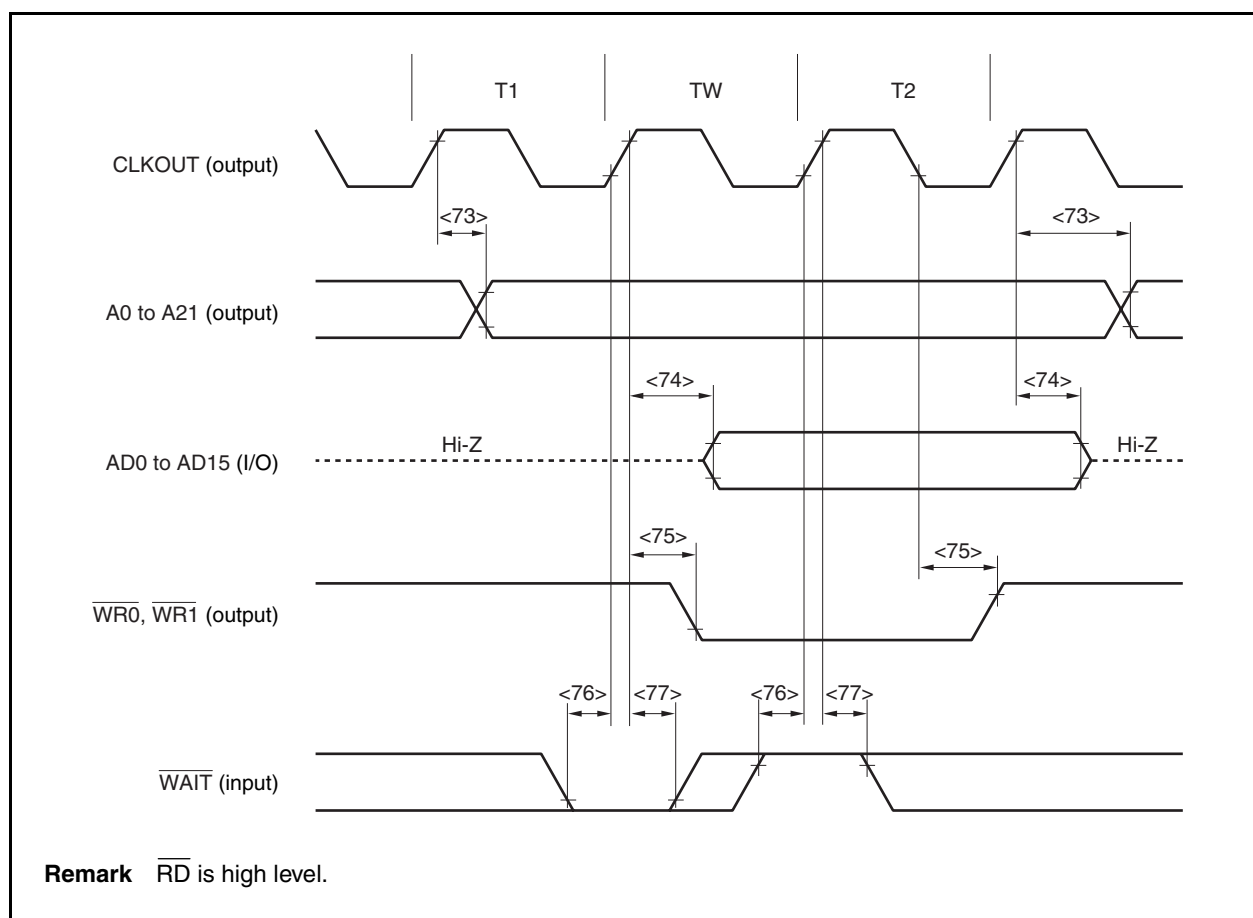 T1 TW T2
CLKOUT (output)
<73> <73>
A0 to A21 (output)
<74> <74>
Hi-Z Hi-Z
AD0 to AD15 (I/O)
<75> <75>
WR0, WR1 (output)
<76> <77> <76> <77>
WAIT (input)
Remark RD is high level.